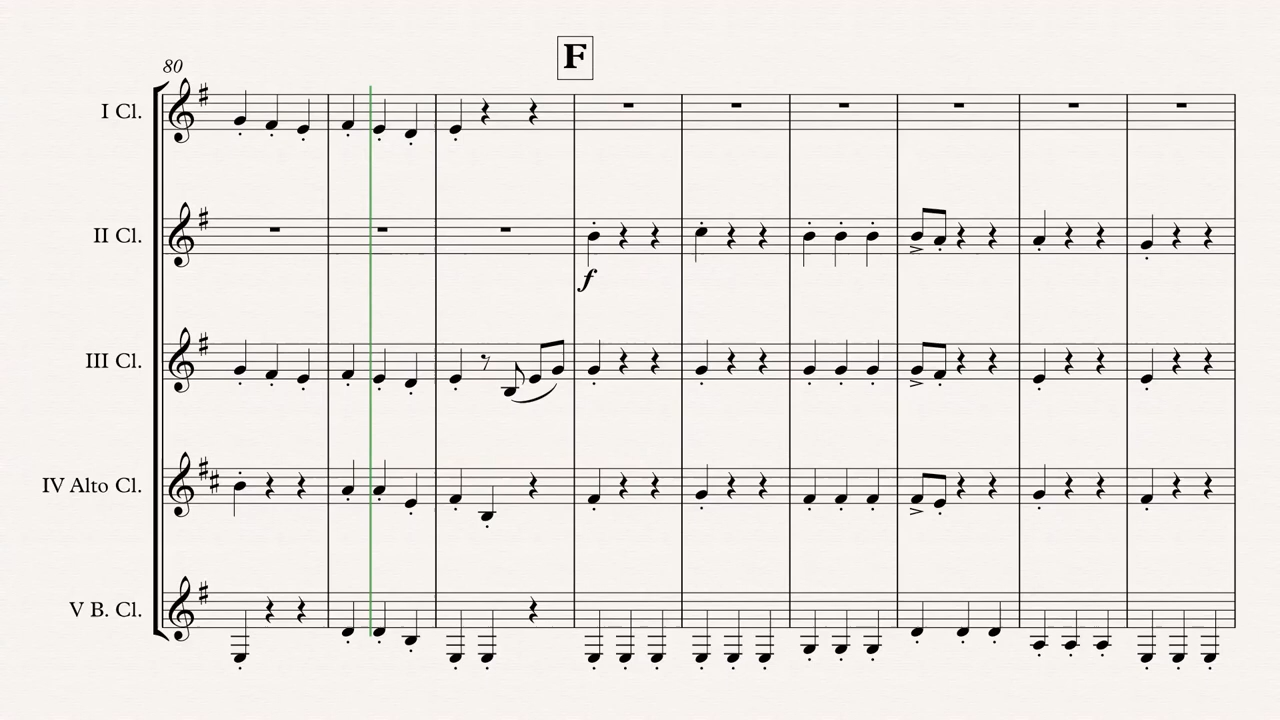 F
80
I Cl.
II Cl.
f
III Cl.
IV Alto Cl.
V B. Cl.